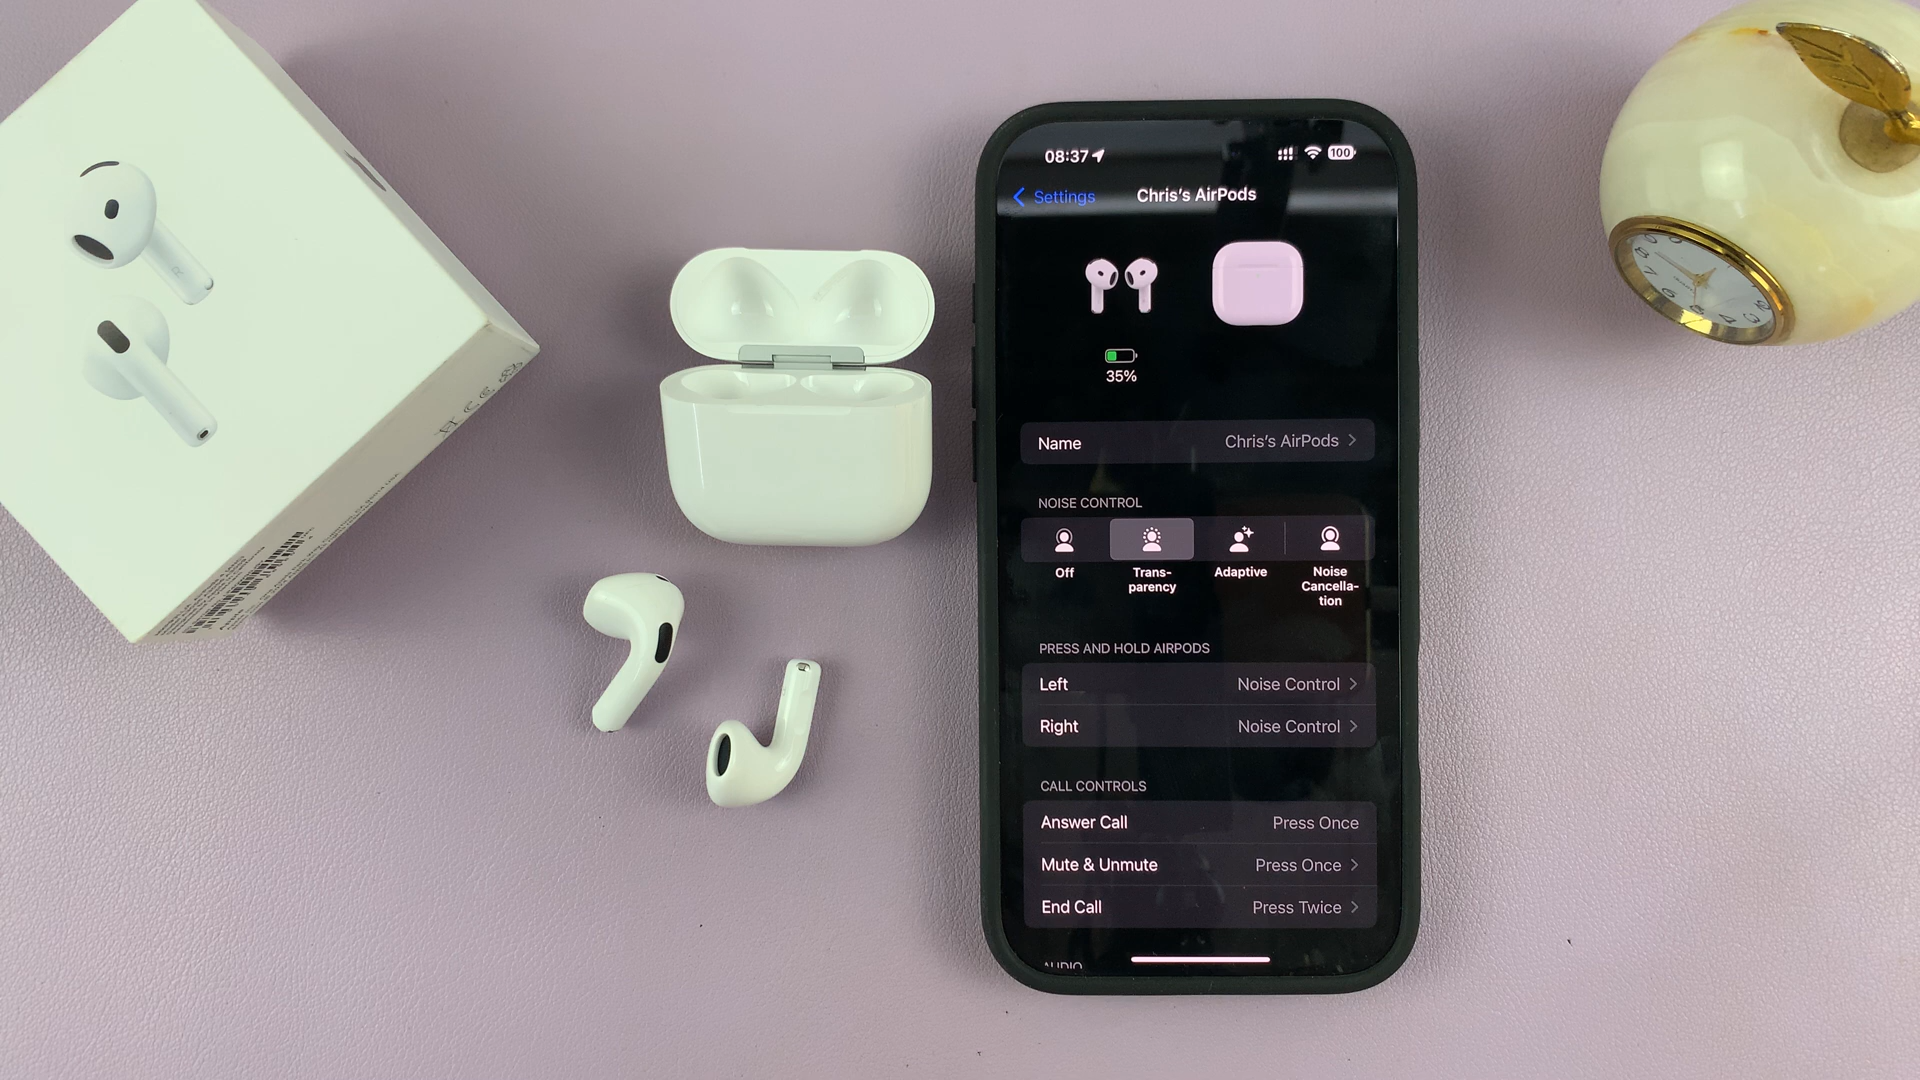 R
08:37
100
Settings
Chris's AirPods
35%
Name
Chris's AirPods
NOISE CONTROL
Off
Trans-
parency
Adaptive
Noise
Cancella-
tion
PRESS AND HOLD AIRPODS
Left
Noise Control
Right
Noise Control
CALL CONTROLS
Answer Call
Press Once
Mute & Unmute
Press Once
End Call
Press Twice
AUDIO